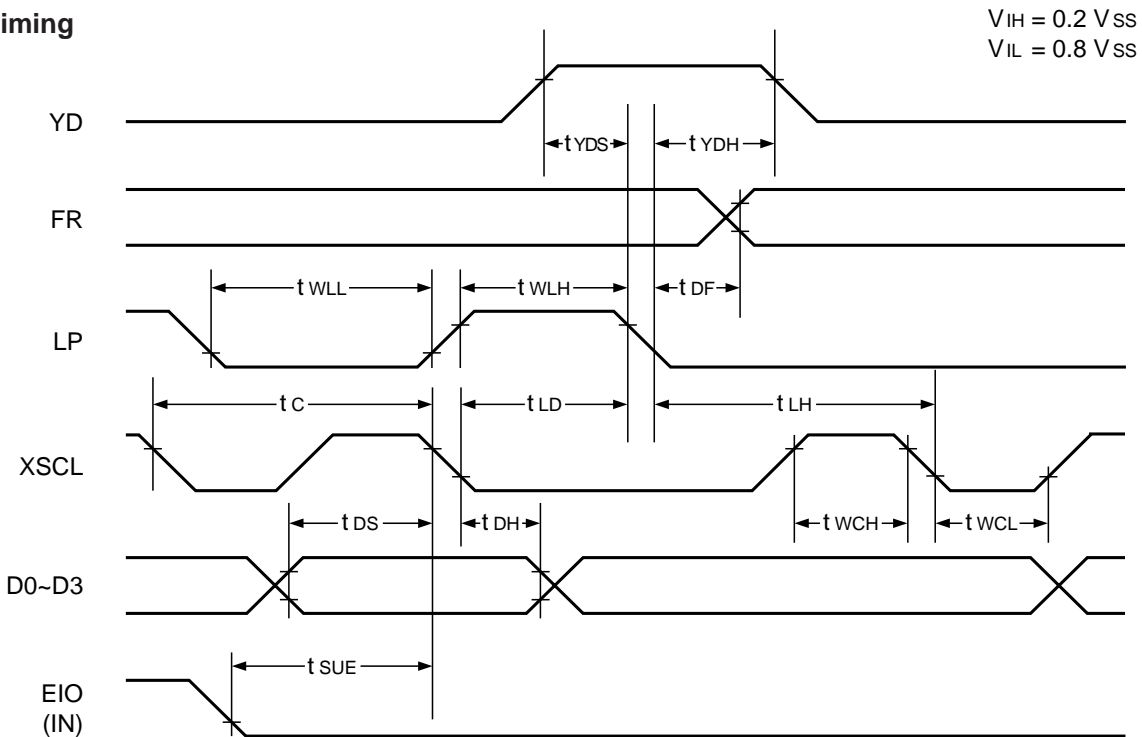 iming
VIH = 0.2 VSS
VIL = 0.8 VSS
YD
tYDS
tYDH
FR
tWLL
tWLH
tDF
LP
tC
tLD
tLH
XSCL
tDS
tDH
tWCH
tWCL
D0~D3
tSUE
EIO
(IN)